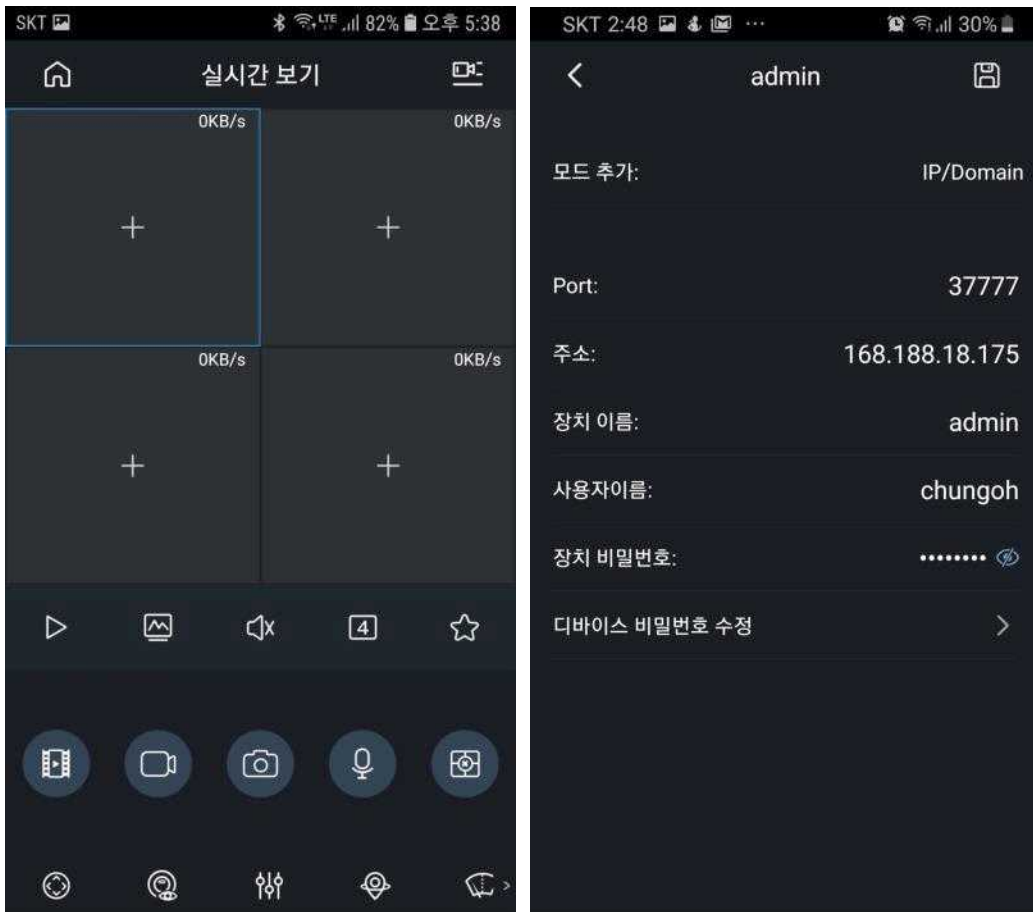 SKT LTE 82% 오후 5:38
실시간 보기
0KB/s 0KB/s
0KB/s 0KB/s
4
SKT 2:48 ... 30%
admin
모드 추가: IP/Domain
Port: 37777
주소: 168.188.18.175
장치 이름: admin
사용자이름: chungoh
장치 비밀번호: ••••••••
디바이스 비밀번호 수정